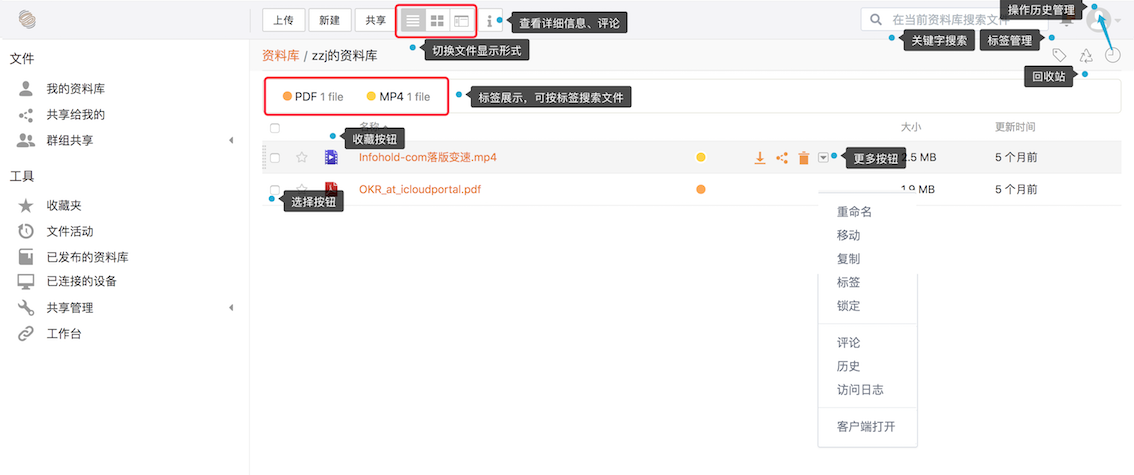 操作历史管理
上传 新建 共享 查看详细信息、评论 在当前资料库搜索文件
切换文件显示形式 关键字搜索 标签管理
文件
资料库 / zzj的资料库
回收站
我的资料库
PDF 1 file MP4 1 file 标签展示，可按标签搜索文件
共享给我的
群组共享
名称 大小 更新时间
收藏按钮
Infohold-com落版变速.mp4 更多按钮 2.5 MB 5 个月前
工具
OKR_at_icloudportal.pdf 1.9 MB 5 个月前
选择按钮
收藏夹
文件活动
已发布的资料库
已连接的设备
共享管理
工作台
重命名
移动
复制
标签
锁定
评论
历史
访问日志
客户端打开